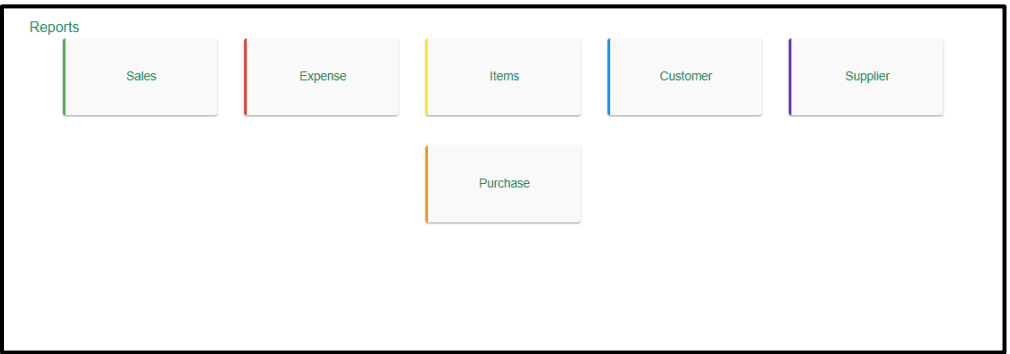 Reports
Sales
Expense
Items
Customer
Supplier
Purchase